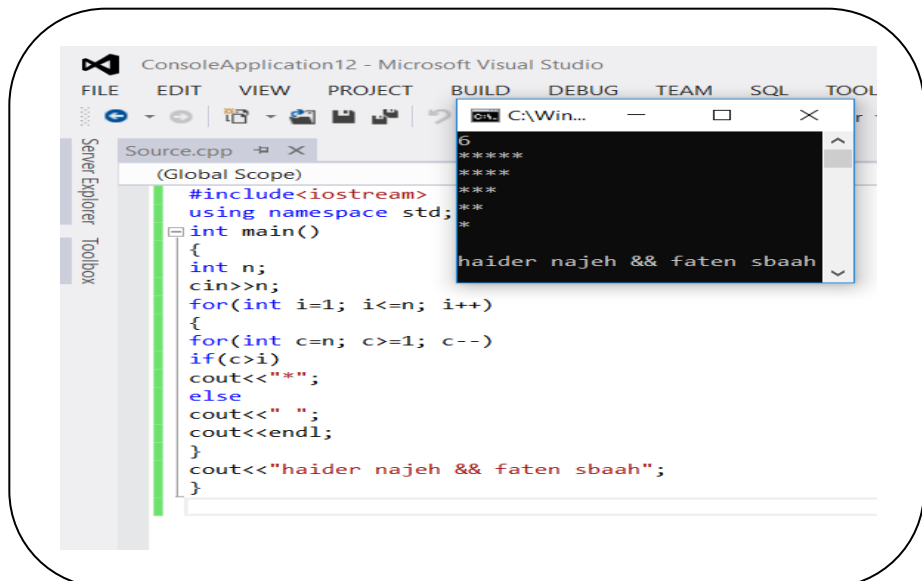 ConsoleApplication12 - Microsoft Visual Studio
FILE EDIT VIEW PROJECT BUILD DEBUG TEAM SQL TOOL
Server Explorer
Toolbox
Source.cpp
(Global Scope)
#include<iostream>
using namespace std;
int main()
{
int n;
cin>>n;
for(int i=1; i<=n; i++)
{
for(int c=n; c>=1; c--)
if(c>i)
cout<<"*";
else
cout<<" ";
cout<<endl;
}
cout<<"haider najeh && faten sbaah";
}
C:\Win...
6
*****
****
***
**
*
haider najeh && faten sbaah